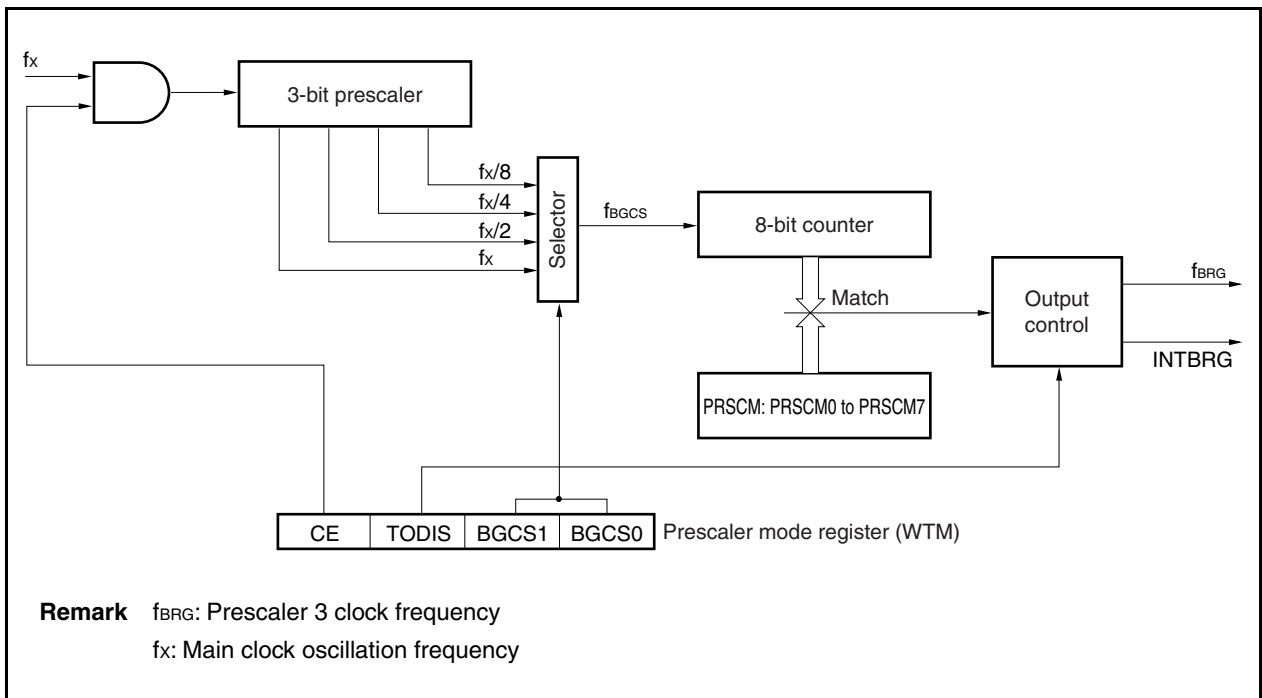 fX
3-bit prescaler
fX/8
fX/4
fX/2
fX
Selector
fBGCS
8-bit counter
Match
Output
control
fBRG
INTBRG
PRSCM: PRSCM0 to PRSCM7
CE TODIS BGCS1 BGCS0 Prescaler mode register (WTM)
Remark fBRG: Prescaler 3 clock frequency
fX: Main clock oscillation frequency